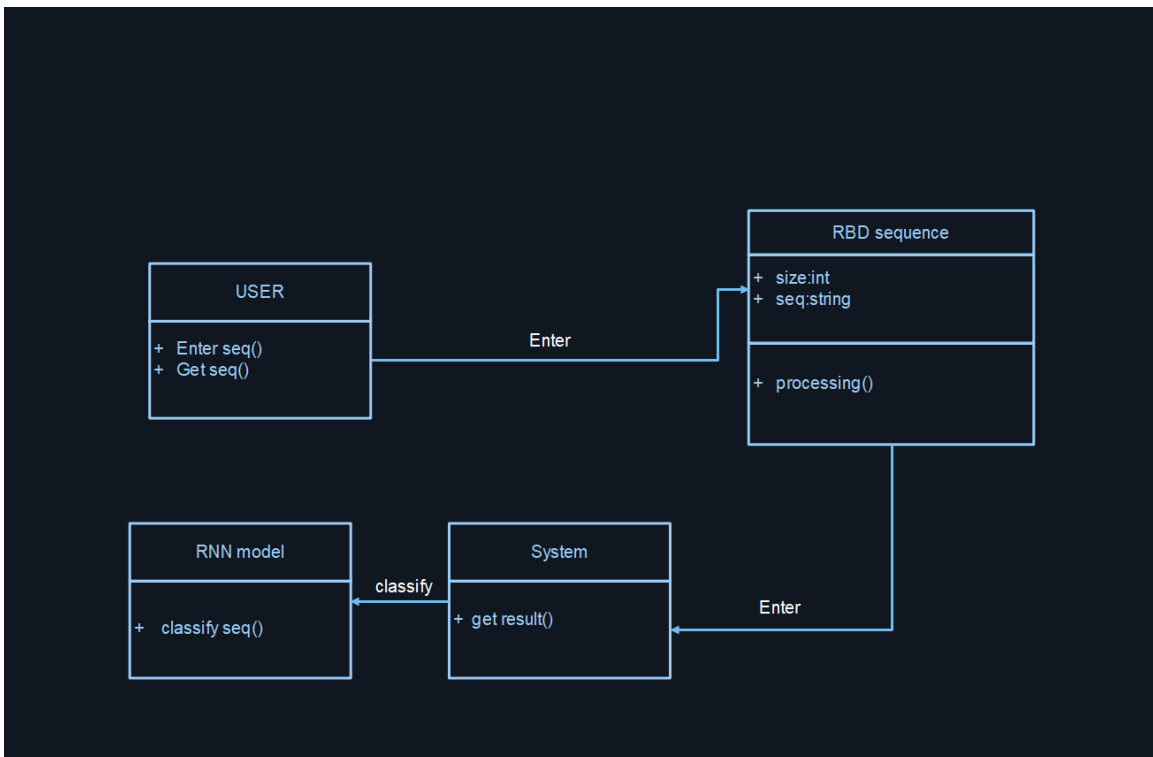 USER
+ Enter seq()
+ Get seq()
Enter
RBD sequence
+ size:int
+ seq:string
+ processing()
RNN model
+ classify seq()
classify
System
+ get result()
Enter